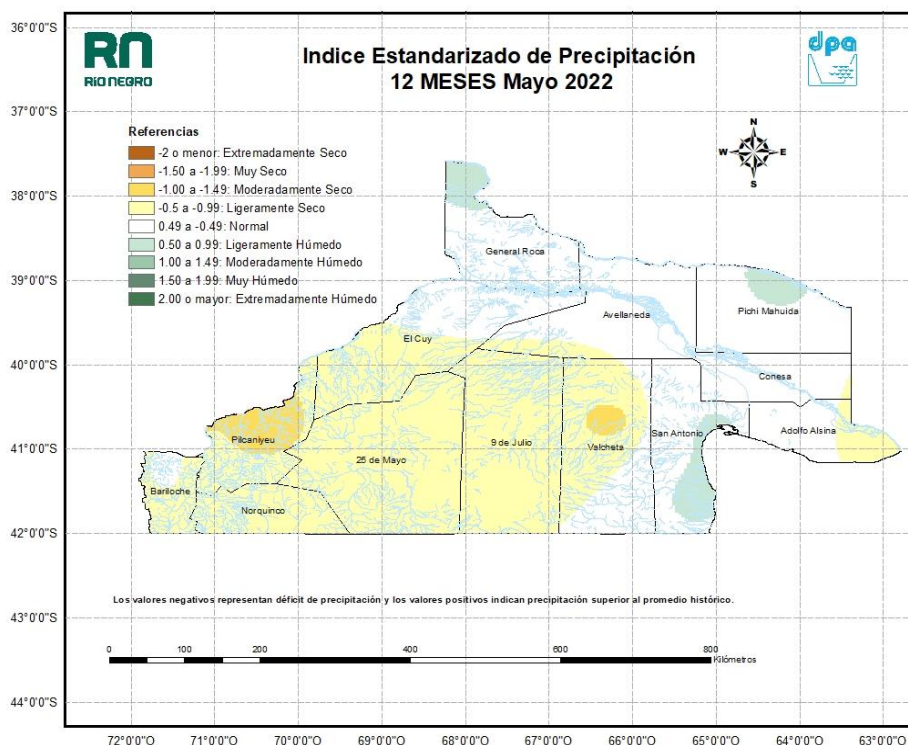 RN
RÍO NEGRO
Indice Estandarizado de Precipitación
12 MESES Mayo 2022
dpa
Referencias
-2 o menor: Extremadamente Seco
-1.50 a -1.99: Muy Seco
-1.00 a -1.49: Moderadamente Seco
-0.5 a -0.99: Ligeramente Seco
0.49 a -0.49: Normal
0.50 a 0.99: Ligeramente Húmedo
1.00 a 1.49: Moderadamente Húmedo
1.50 a 1.99: Muy Húmedo
2.00 o mayor: Extremadamente Húmedo
N
W E
S
General Roca
Avellaneda
Pichi Mahuida
El Cuy
Conesa
Pilcaniyeu
9 de Julio
Valcheta
San Antonio
Adolfo Alsina
25 de Mayo
Bariloche
Ñorquinco
Los valores negativos representan déficit de precipitación y los valores positivos indican precipitación superior al promedio histórico.
0 100 200 400 600 800
Kilómetros
36°0'0"S
37°0'0"S
38°0'0"S
39°0'0"S
40°0'0"S
41°0'0"S
42°0'0"S
43°0'0"S
44°0'0"S
72°0'0"O 71°0'0"O 70°0'0"O 69°0'0"O 68°0'0"O 67°0'0"O 66°0'0"O 65°0'0"O 64°0'0"O 63°0'0"O